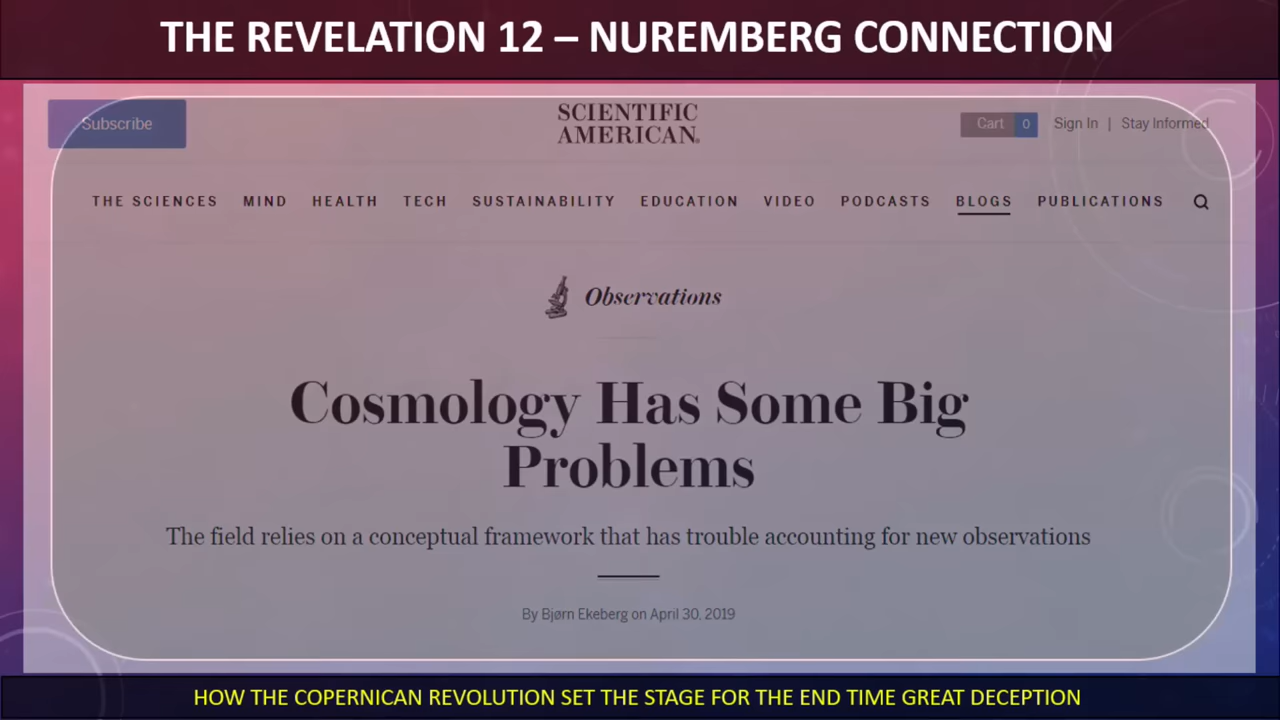 THE REVELATION 12 – NUREMBERG CONNECTION
Subscribe
SCIENTIFIC
AMERICAN®
Cart 0 Sign In | Stay Informed
THE SCIENCES MIND HEALTH TECH SUSTAINABILITY EDUCATION VIDEO PODCASTS BLOGS PUBLICATIONS
Observations
Cosmology Has Some Big
Problems
The field relies on a conceptual framework that has trouble accounting for new observations
By Bjørn Ekeberg on April 30, 2019
HOW THE COPERNICAN REVOLUTION SET THE STAGE FOR THE END TIME GREAT DECEPTION